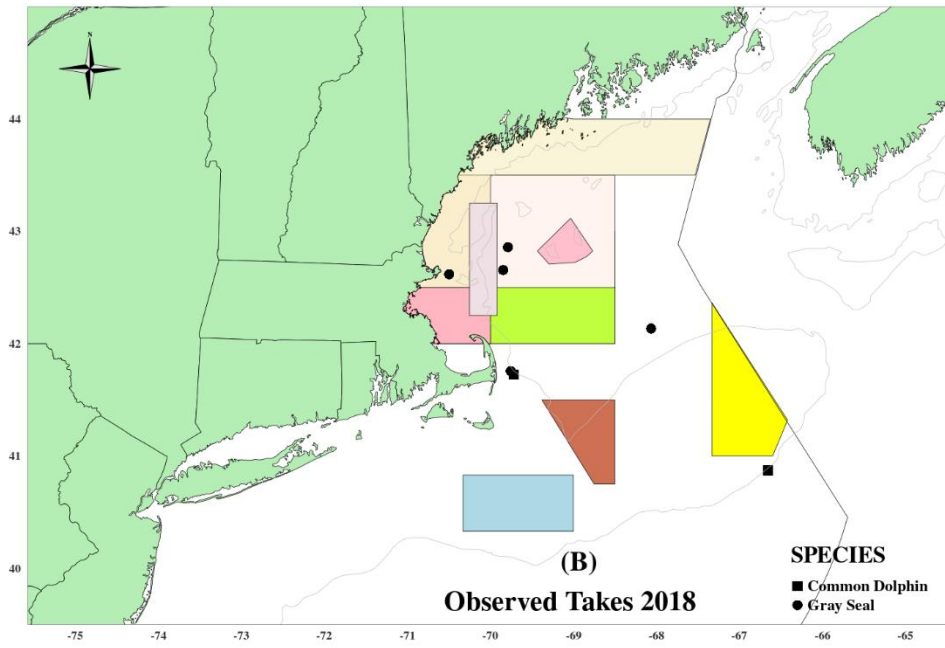 N
44
43
42
41
40
(B)
Observed Takes 2018
SPECIES
Common Dolphin
Gray Seal
-75 -74 -73 -72 -71 -70 -69 -68 -67 -66 -65